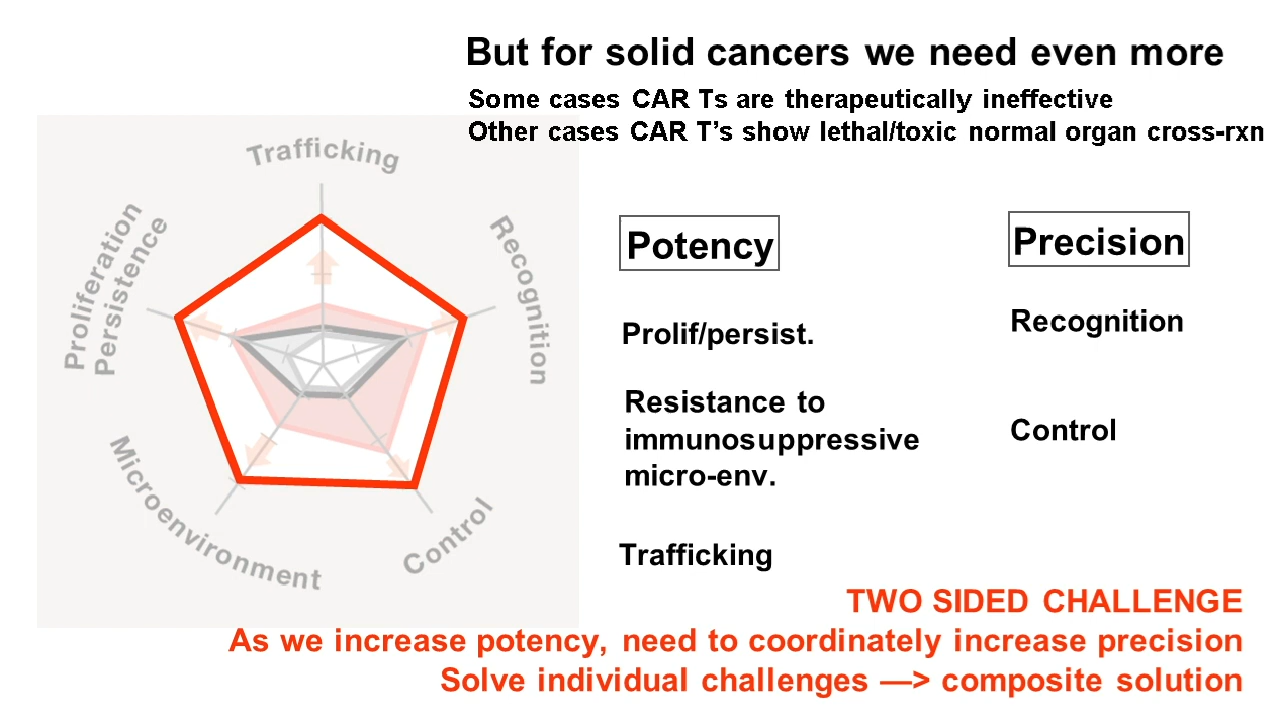 But for solid cancers we need even more
Some cases CAR Ts are therapeutically ineffective
Other cases CAR T’s show lethal/toxic normal organ cross-rxn
Trafficking
Recognition
Proliferation
Persistence
Microenvironment
Control
Potency
Prolif/persist.
Resistance to
immunosuppressive
micro-env.
Trafficking
Precision
Recognition
Control
TWO SIDED CHALLENGE
As we increase potency, need to coordinately increase precision
Solve individual challenges —> composite solution